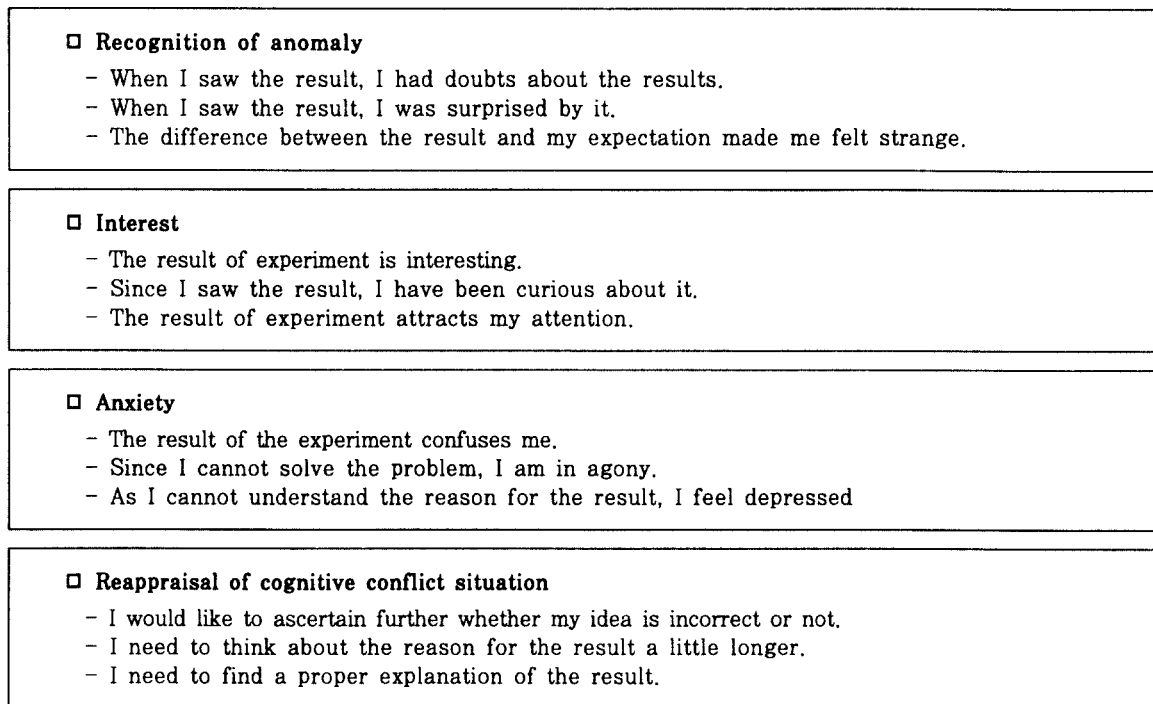 □ Recognition of anomaly
- When I saw the result, I had doubts about the results.
- When I saw the result, I was surprised by it.
- The difference between the result and my expectation made me felt strange.
□ Interest
- The result of experiment is interesting.
- Since I saw the result, I have been curious about it.
- The result of experiment attracts my attention.
□ Anxiety
- The result of the experiment confuses me.
- Since I cannot solve the problem, I am in agony.
- As I cannot understand the reason for the result, I feel depressed
□ Reappraisal of cognitive conflict situation
- I would like to ascertain further whether my idea is incorrect or not.
- I need to think about the reason for the result a little longer.
- I need to find a proper explanation of the result.